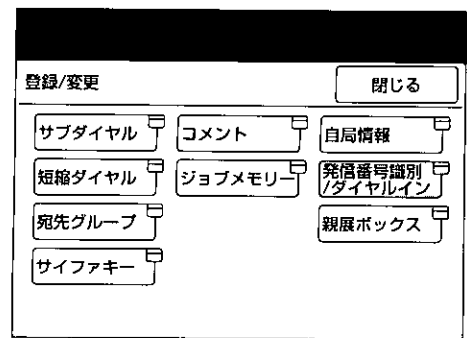 登録/変更
閉じる
サブダイヤル
コメント
自局情報
短縮ダイヤル
ジョブメモリー
発信番号識別
/ダイヤルイン
宛先グループ
親展ボックス
サイファキー